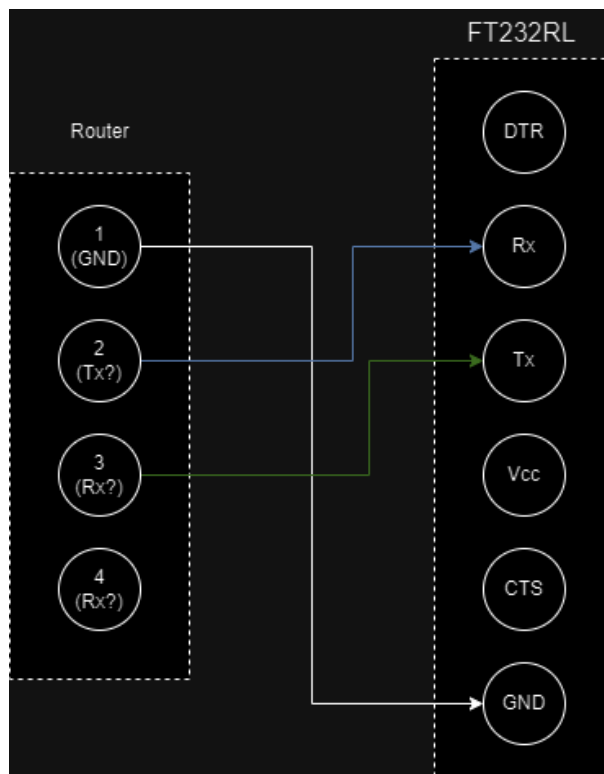 FT232RL
Router
DTR
1
(GND)
Rx
2
(Tx?)
Tx
3
(Rx?)
Vcc
4
(Rx?)
CTS
GND